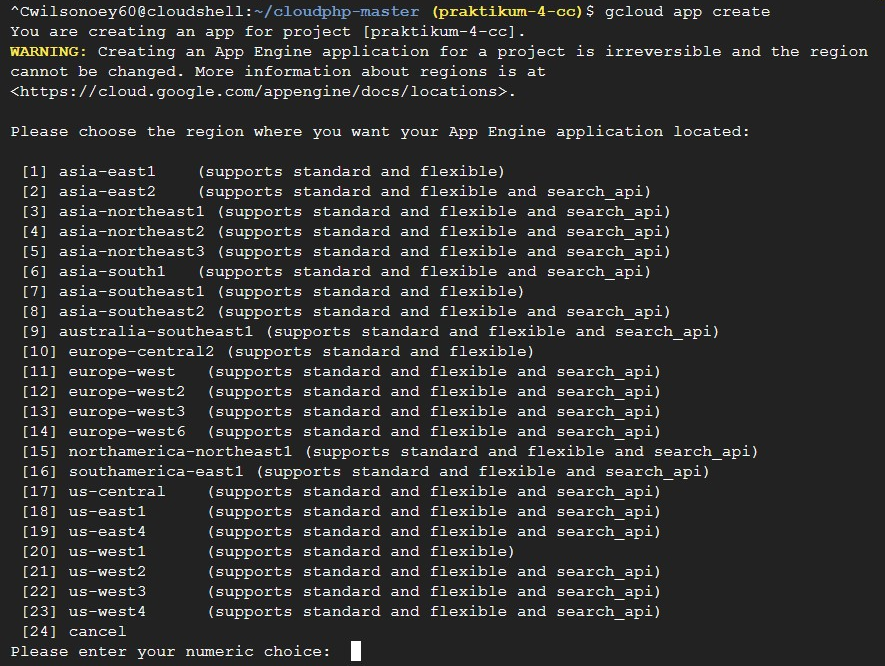 ^Cwilsonoey60@cloudshell:~/cloudphp-master (praktikum-4-cc)$ gcloud app create
You are creating an app for project [praktikum-4-cc].
WARNING: Creating an App Engine application for a project is irreversible and the region
cannot be changed. More information about regions is at
<https://cloud.google.com/appengine/docs/locations>.
Please choose the region where you want your App Engine application located:
[1] asia-east1    (supports standard and flexible)
[2] asia-east2    (supports standard and flexible and search_api)
[3] asia-northeast1 (supports standard and flexible and search_api)
[4] asia-northeast2 (supports standard and flexible and search_api)
[5] asia-northeast3 (supports standard and flexible and search_api)
[6] asia-south1   (supports standard and flexible and search_api)
[7] asia-southeast1 (supports standard and flexible)
[8] asia-southeast2 (supports standard and flexible and search_api)
[9] australia-southeast1 (supports standard and flexible and search_api)
[10] europe-central2 (supports standard and flexible)
[11] europe-west   (supports standard and flexible and search_api)
[12] europe-west2  (supports standard and flexible and search_api)
[13] europe-west3  (supports standard and flexible and search_api)
[14] europe-west6  (supports standard and flexible and search_api)
[15] northamerica-northeast1 (supports standard and flexible and search_api)
[16] southamerica-east1 (supports standard and flexible and search_api)
[17] us-central    (supports standard and flexible and search_api)
[18] us-east1      (supports standard and flexible and search_api)
[19] us-east4      (supports standard and flexible and search_api)
[20] us-west1      (supports standard and flexible)
[21] us-west2      (supports standard and flexible and search_api)
[22] us-west3      (supports standard and flexible and search_api)
[23] us-west4      (supports standard and flexible and search_api)
[24] cancel
Please enter your numeric choice: